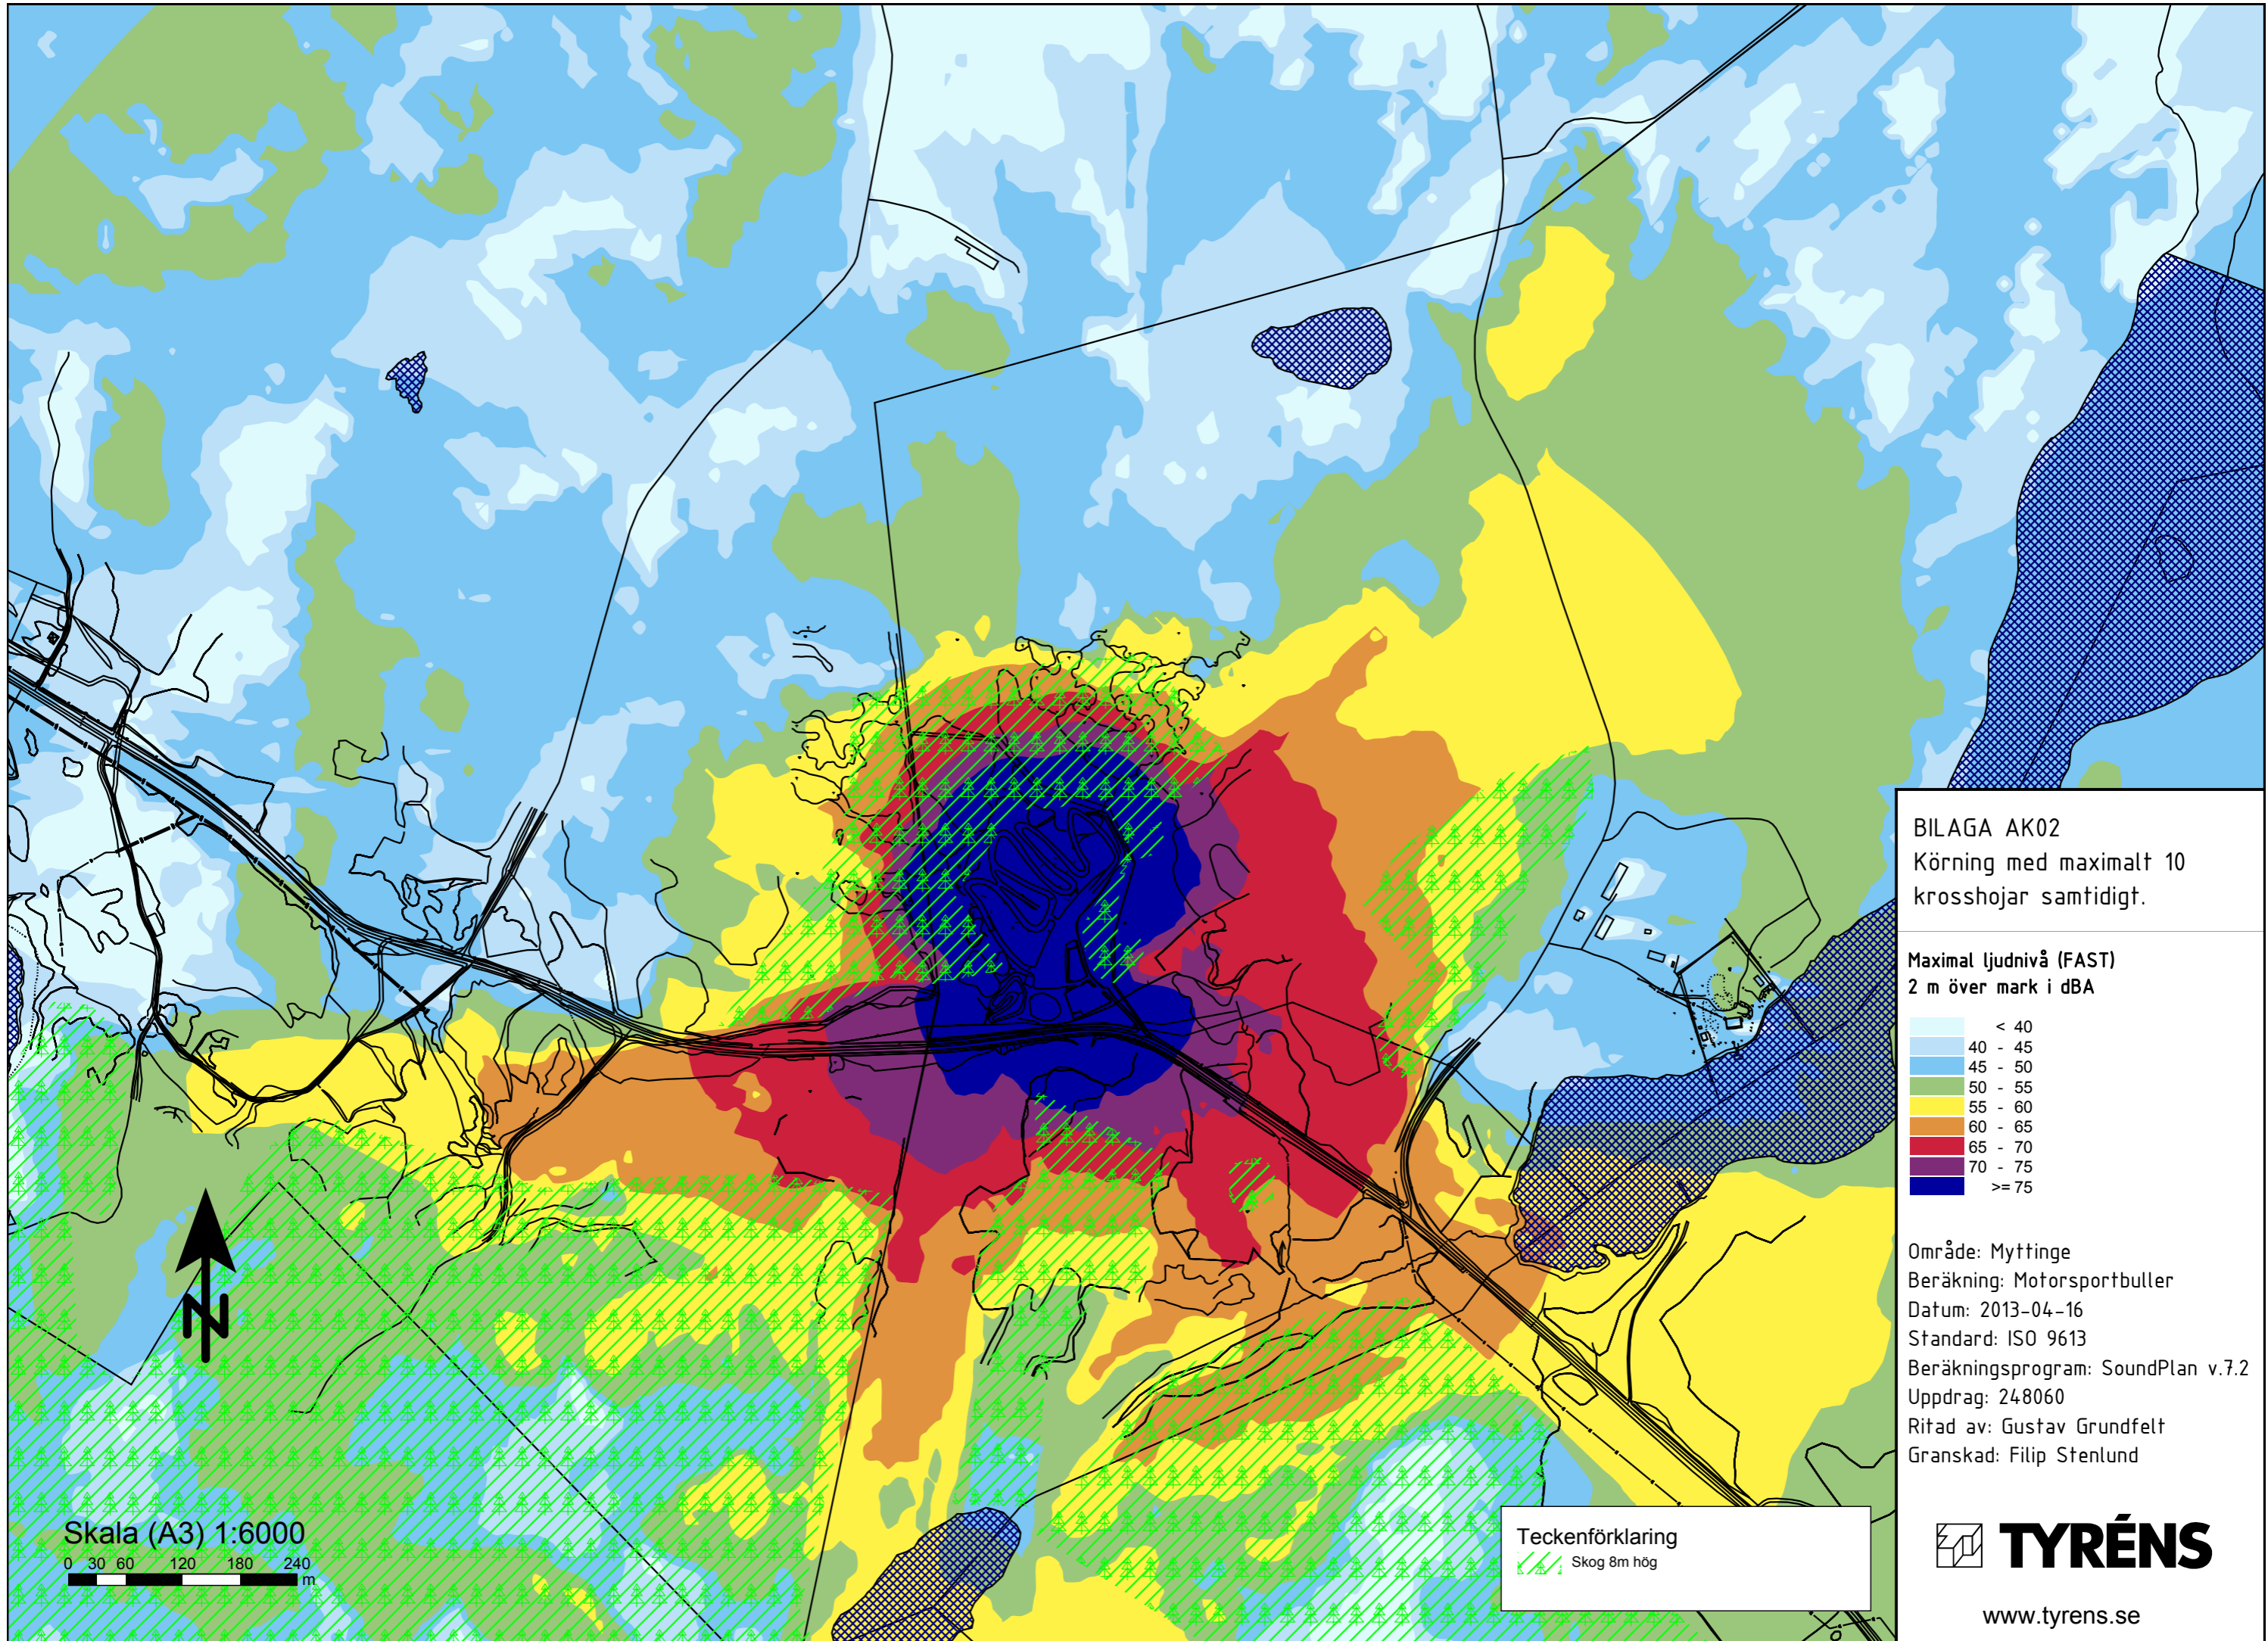 BILAGA AK02
Körning med maximalt 10
krosshojar samtidigt.
Maximal ljudnivå (FAST)
2 m över mark i dBA
< 40
40 - 45
45 - 50
50 - 55
55 - 60
60 - 65
65 - 70
70 - 75
>= 75
Område: Myttinge
Beräkning: Motorsportbuller
Datum: 2013-04-16
Standard: ISO 9613
Beräkningsprogram: SoundPlan v.7.2
Uppdrag: 248060
Ritad av: Gustav Grundfelt
Granskad: Filip Stenlund
TYRÉNS
www.tyrens.se
Teckenförklaring
Skog 8m hög
N
Skala (A3) 1:6000
0 30 60 120 180 240
m